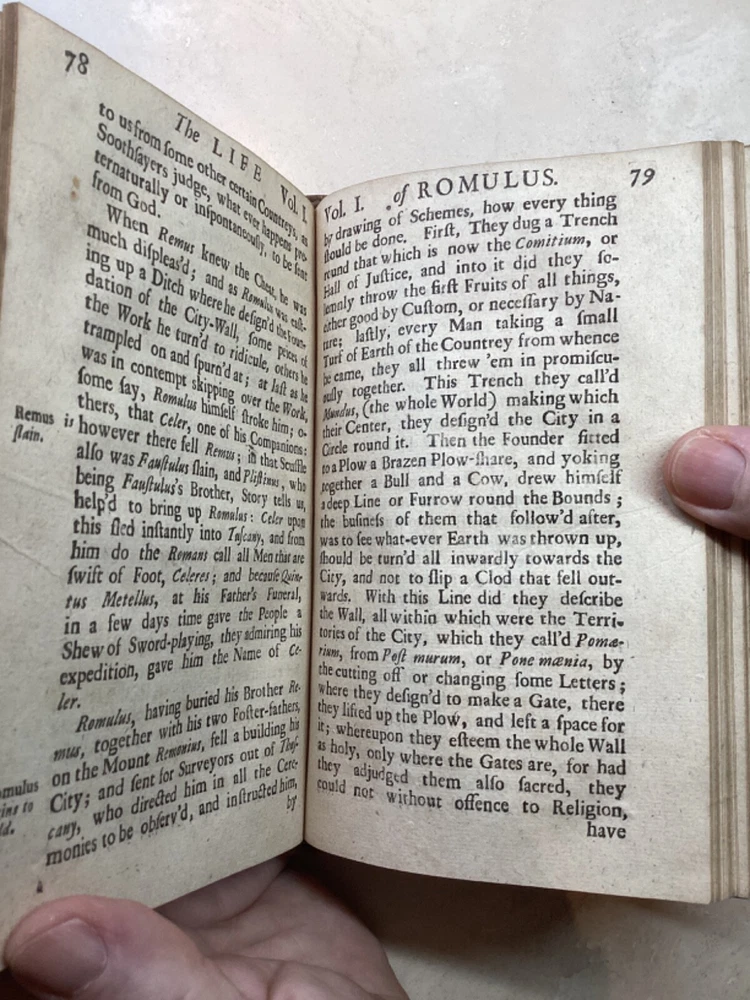 78
The LIFE Vol. I.
to us from some other certain Countreys, as
Soothsayers judge, what ever happens pre-
ternaturally or inspontaneously, to be sent
from God.
When Remus knew the Cheat, he was
much displeas'd; and as Romulus was cast-
ing up a Ditch where he design'd the Foun-
dation of the City-Wall, some pieces of
the Work he turn'd to ridicule, others he
trampled on and spurn'd at; at last as he
was in contempt skipping over the Work,
some say, Romulus himself stroke him; o-
thers, that Celer, one of his Companions:
Remus is
slain.
however there fell Remus; in that Scuffle
also was Faustulus slain, and Plistinus, who
being Faustulus's Brother, Story tells us,
help'd to bring up Romulus: Celer upon
this fled instantly into Tuscany, and from
him do the Romans call all Men that are
swift of Foot, Celeres; and because Quin-
tus Metellus, at his Father's Funeral,
in a few days time gave the People a
Shew of Sword-playing, they admiring his
expedition, gave him the Name of Ce-
ler.
Romulus, having buried his Brother Re-
mus, together with his two Foster-fathers,
on the Mount Remonius, fell a building his
City; and sent for Surveyors out of Thus-
cany, who directed him in all the Cere-
monies to be observ'd, and instructed him,
by
Vol. I. of ROMULUS. 79
by drawing of Schemes, how every thing
should be done. First, They dug a Trench
round that which is now the Comitium, or
Hall of Justice, and into it did they so-
lemnly throw the first Fruits of all things,
either good by Custom, or necessary by Na-
ture; lastly, every Man taking a small
Turf of Earth of the Countrey from whence
he came, they all threw 'em in promiscu-
ously together. This Trench they call'd
Mundus, (the whole World) making which
their Center, they design'd the City in a
Circle round it. Then the Founder fitted
to a Plow a Brazen Plow-share, and yoking
together a Bull and a Cow, drew himself
a deep Line or Furrow round the Bounds;
the business of them that follow'd after,
was to see what-ever Earth was thrown up,
should be turn'd all inwardly towards the
City, and not to slip a Clod that fell out-
wards. With this Line did they describe
the Wall, all within which were the Terri-
tories of the City, which they call'd Pomœ-
rium, from Post murum, or Pone mœnia, by
the cutting off or changing some Letters;
where they design'd to make a Gate, there
they lifted up the Plow, and left a space for
it; whereupon they esteem the whole Wall
as holy, only where the Gates are, for had
they adjudged them also sacred, they
could not without offence to Religion,
have